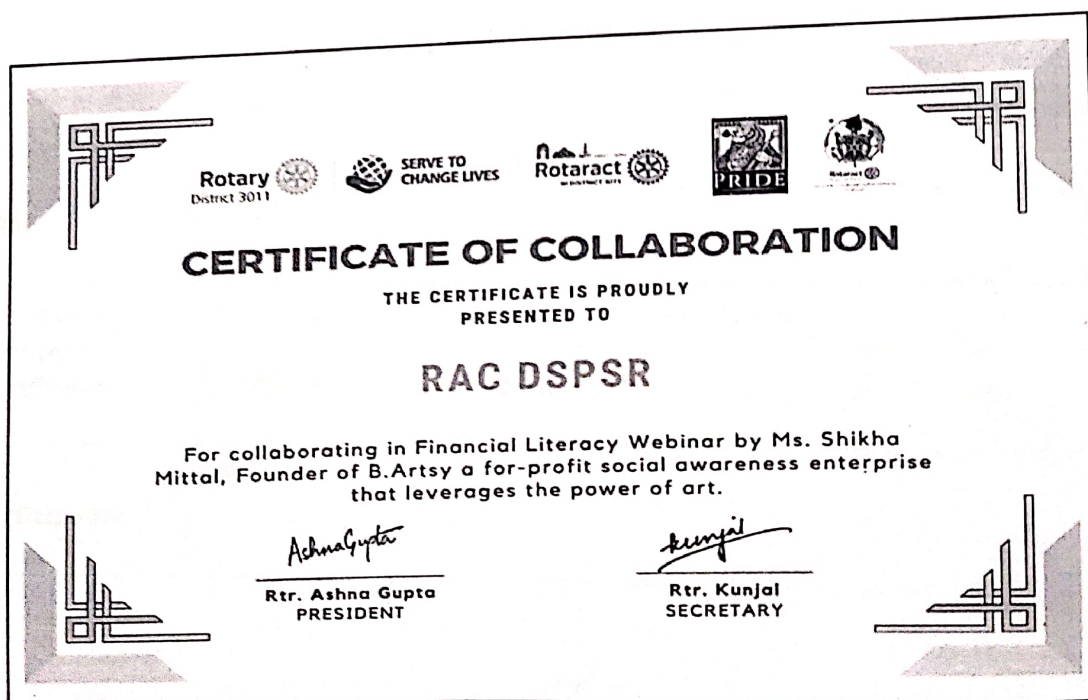 Rotary
District 3011
SERVE TO
CHANGE LIVES
Rotaract
PRIDE
Rotaract
CERTIFICATE OF COLLABORATION
THE CERTIFICATE IS PROUDLY
PRESENTED TO
RAC DSPSR
For collaborating in Financial Literacy Webinar by Ms. Shikha
Mittal, Founder of B.Artsy a for-profit social awareness enterprise
that leverages the power of art.
AshnaGupta
Kunjal
Rtr. Ashna Gupta
PRESIDENT
Rtr. Kunjal
SECRETARY